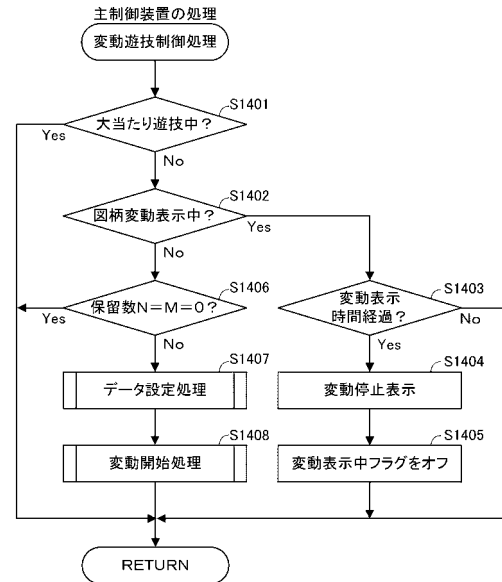 主制御装置の処理
変動遊技制御処理
S1401
大当たり遊技中？
Yes
No
S1402
図柄変動表示中？
Yes
No
S1406
保留数N＝M＝0？
Yes
No
S1403
変動表示
時間経過？
No
Yes
S1407
データ設定処理
S1404
変動停止表示
S1408
変動開始処理
S1405
変動表示中フラグをオフ
RETURN